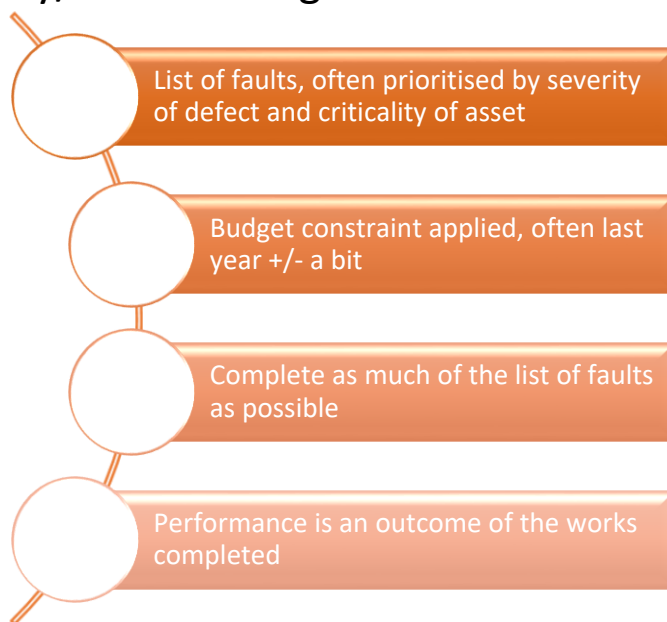 List of faults, often prioritised by severity
of defect and criticality of asset
Budget constraint applied, often last
year +/- a bit
Complete as much of the list of faults
as possible
Performance is an outcome of the works
completed